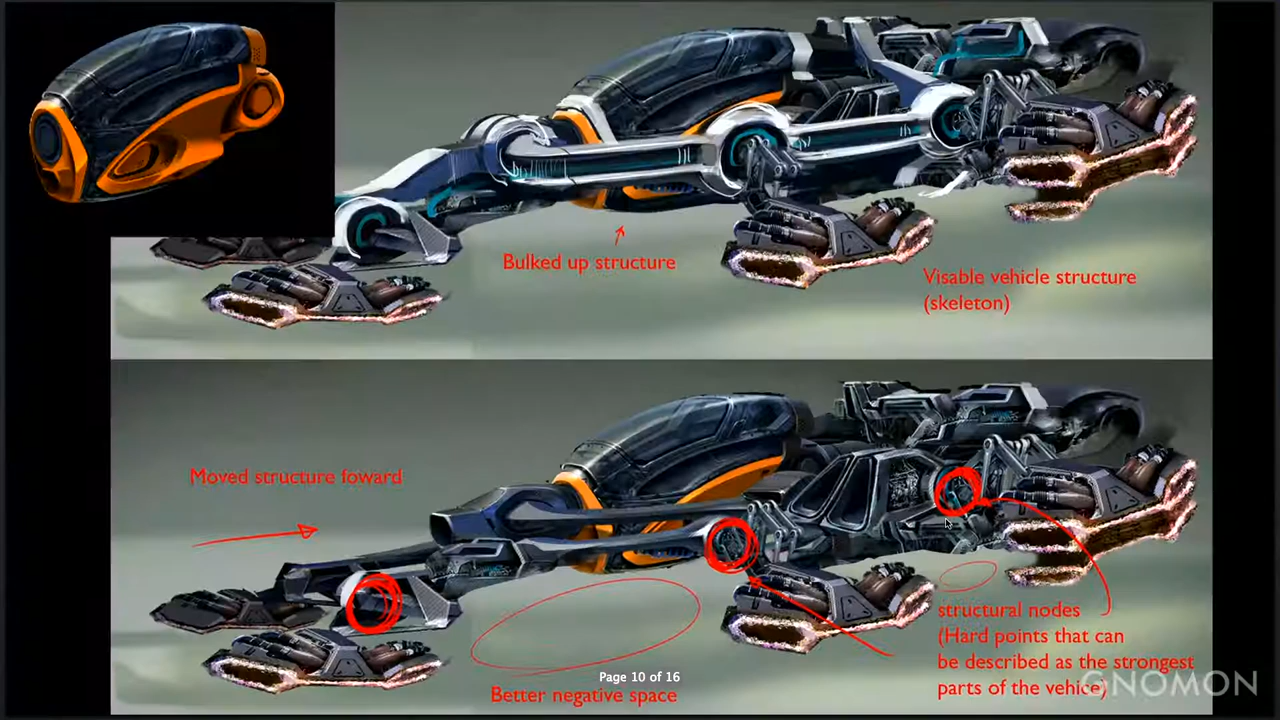 Bulked up structure
Visable vehicle structure
(skeleton)
Moved structure foward
structural nodes
(Hard points that can
be described as the strongest
parts of the vehice)
Page 10 of 16
Better negative space
GNOMON